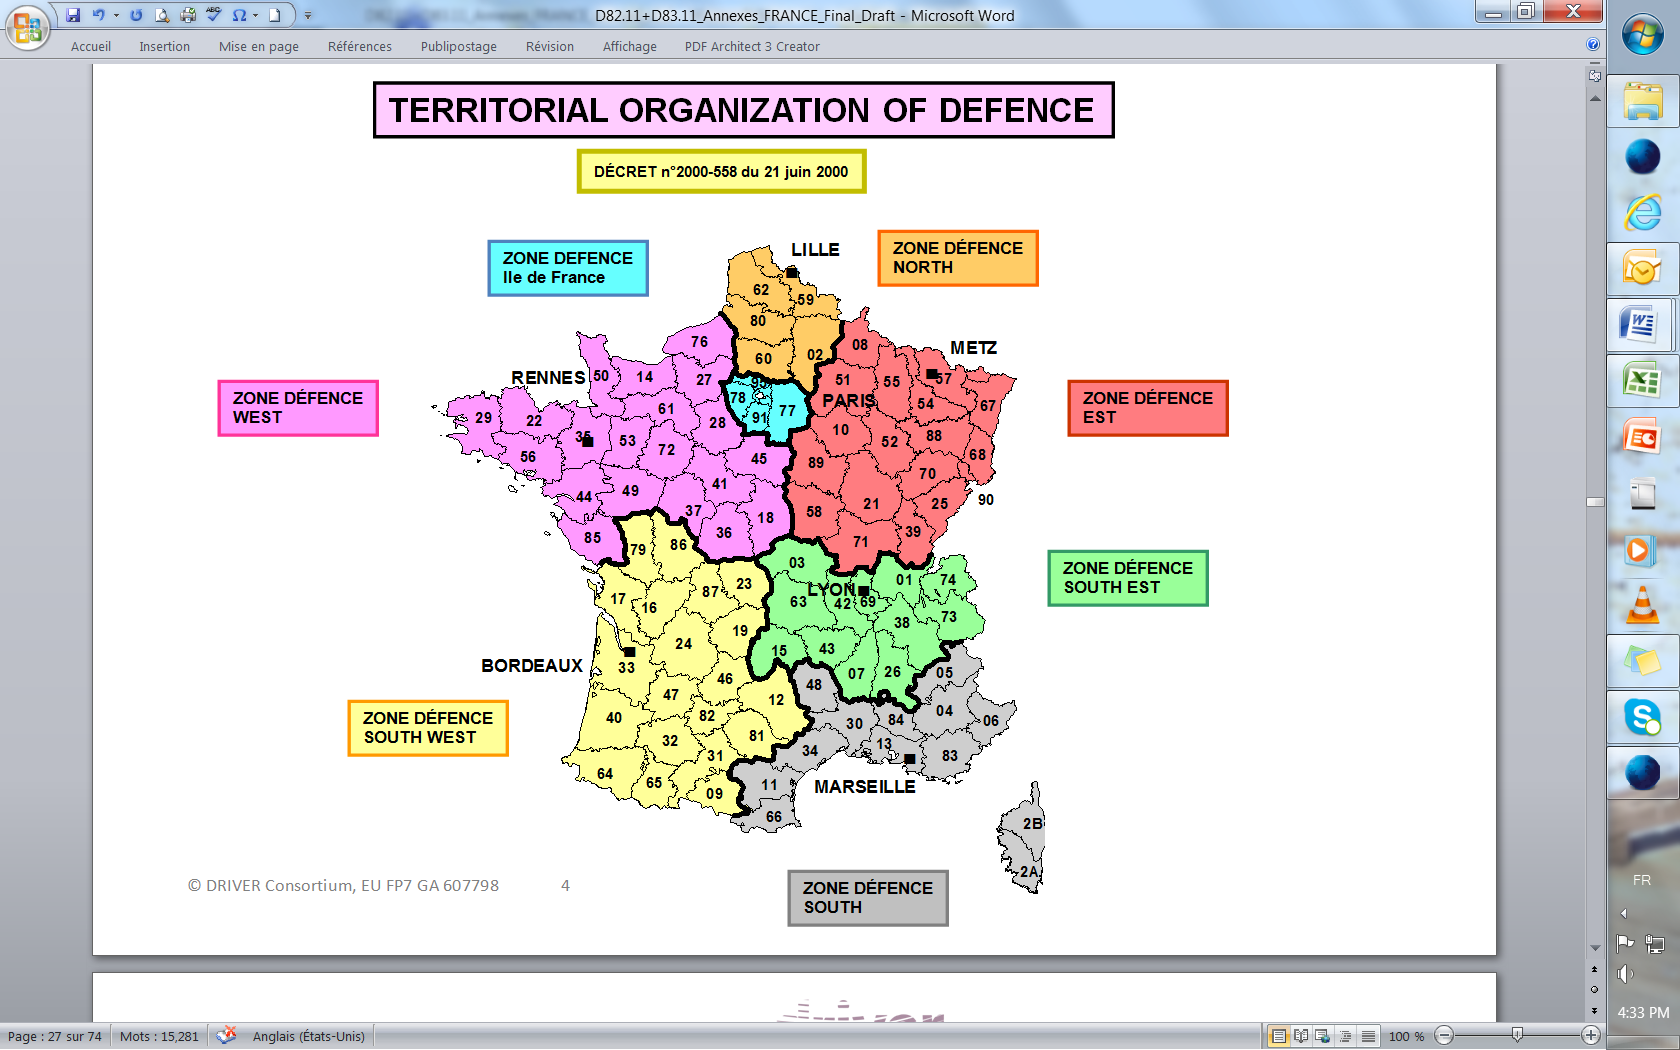 D82.11+D83.11_Annexes_FRANCE_Final_Draft - Microsoft Word
Accueil Insertion Mise en page Références Publipostage Révision Affichage PDF Architect 3 Creator
TERRITORIAL ORGANIZATION OF DEFENCE
DÉCRET n°2000-558 du 21 juin 2000
ZONE DEFENCE
Ile de France
LILLE
ZONE DÉFENCE
NORTH
62
59
80
76
60
02
08
METZ
RENNES
50
14
27
95
78
91
77
51
55
57
PARIS
54
67
ZONE DÉFENCE
WEST
ZONE DÉFENCE
EST
29
22
35
53
61
28
10
52
88
56
72
45
89
70
68
44
49
41
90
37
18
58
21
25
85
36
71
39
79
86
03
ZONE DÉFENCE
SOUTH EST
17
16
87
23
63
LYON
42
69
01
74
38
73
24
19
BORDEAUX
33
15
43
07
26
05
47
46
12
48
ZONE DÉFENCE
SOUTH WEST
40
82
30
84
04
06
32
31
81
34
13
83
64
65
09
11
MARSEILLE
66
2B
2A
ZONE DÉFENCE
SOUTH
© DRIVER Consortium, EU FP7 GA 607798 4
FR
4:33 PM
Page : 27 sur 74 Mots : 15,281 Anglais (États-Unis) 100 %